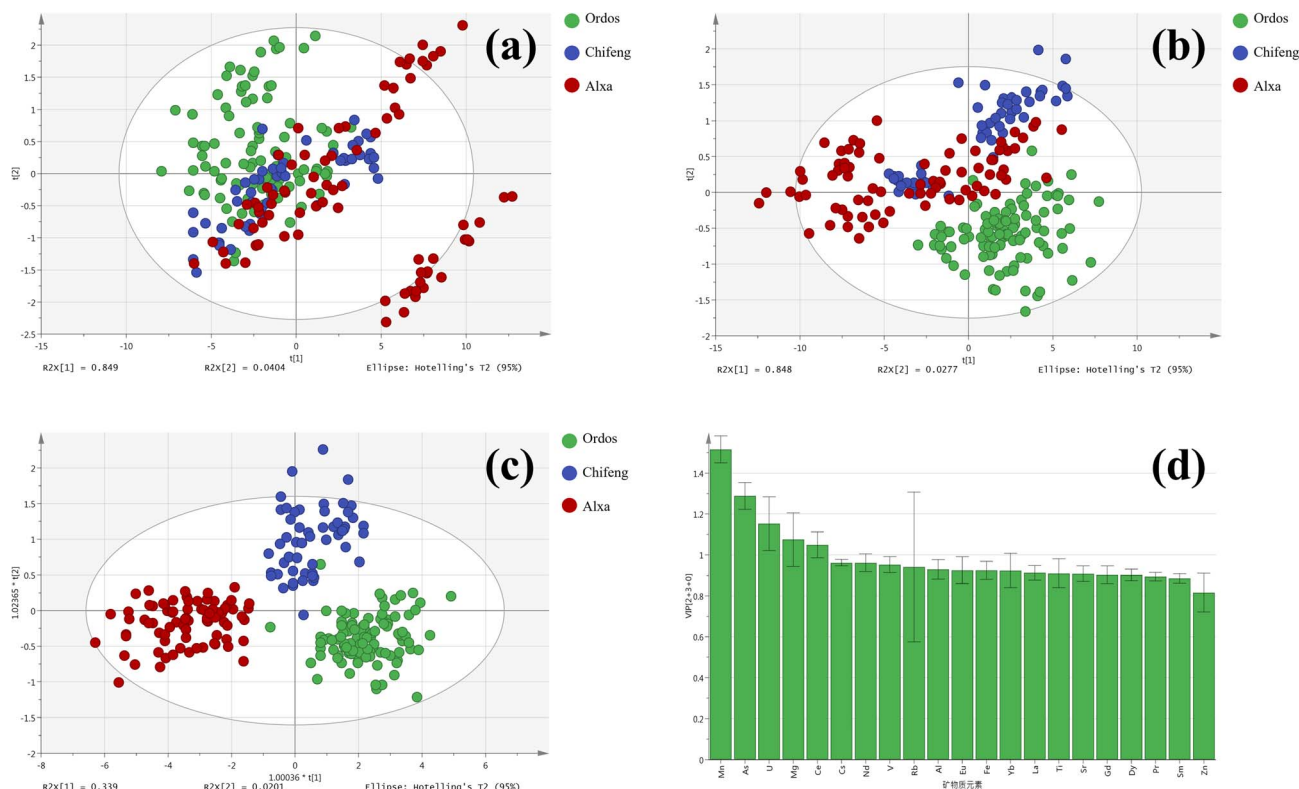 (a)
Ordos
Chifeng
Alxa
t[2]
2
1.5
1
0.5
0
-0.5
-1
-1.5
-2
-2.5
-15
-10
-5
0
5
10
15
t[1]
R2X[1] = 0.849
R2X[2] = 0.0404
Ellipse: Hotelling's T2 (95%)
(b)
Ordos
Chifeng
Alxa
t[2]
2
1.5
1
0.5
0
-0.5
-1
-1.5
-2
-15
-10
-5
0
5
10
15
t[1]
R2X[1] = 0.848
R2X[2] = 0.0277
Ellipse: Hotelling's T2 (95%)
(c)
Ordos
Chifeng
Alxa
1.02365 * t[2]
2
1.5
1
0.5
0
-0.5
-1
-1.5
-2
-8
-6
-4
-2
0
2
4
6
1.00036 * t[1]
R2X[1] = 0.339
R2X[2] = 0.0201
Ellipse: Hotelling's T2 (95%)
(d)
VIP[2+3+0]
1.4
1.2
1
0.8
0.6
0.4
0.2
0
Mn
As
U
Mg
Ce
Cs
Nd
V
Rb
Al
Eu
Fe
Yb
La
Ti
Sr
Gd
Dy
Pr
Sm
Zn
矿物质元素